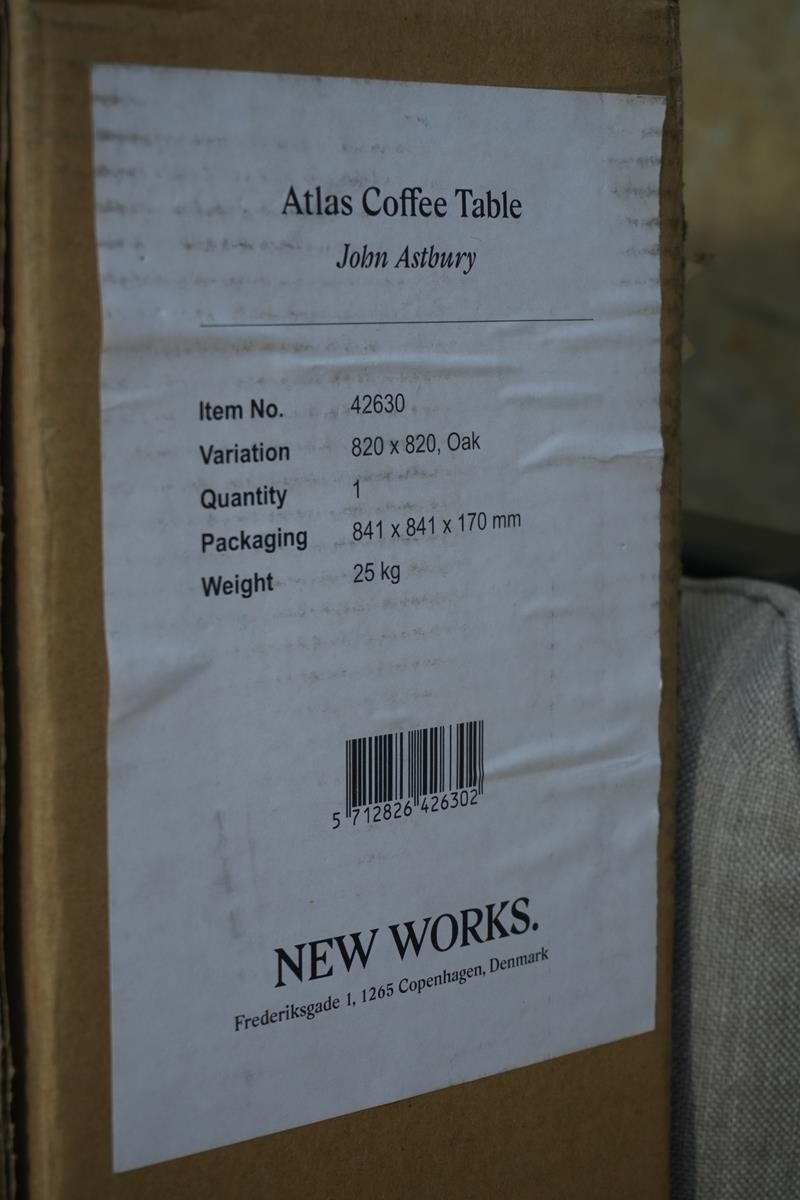 Atlas Coffee Table
John Astbury
Item No. 42630
Variation 820 x 820, Oak
Quantity 1
Packaging 841 x 841 x 170 mm
Weight 25 kg
5 712826 426302
NEW WORKS.
Frederiksgade 1, 1265 Copenhagen, Denmark